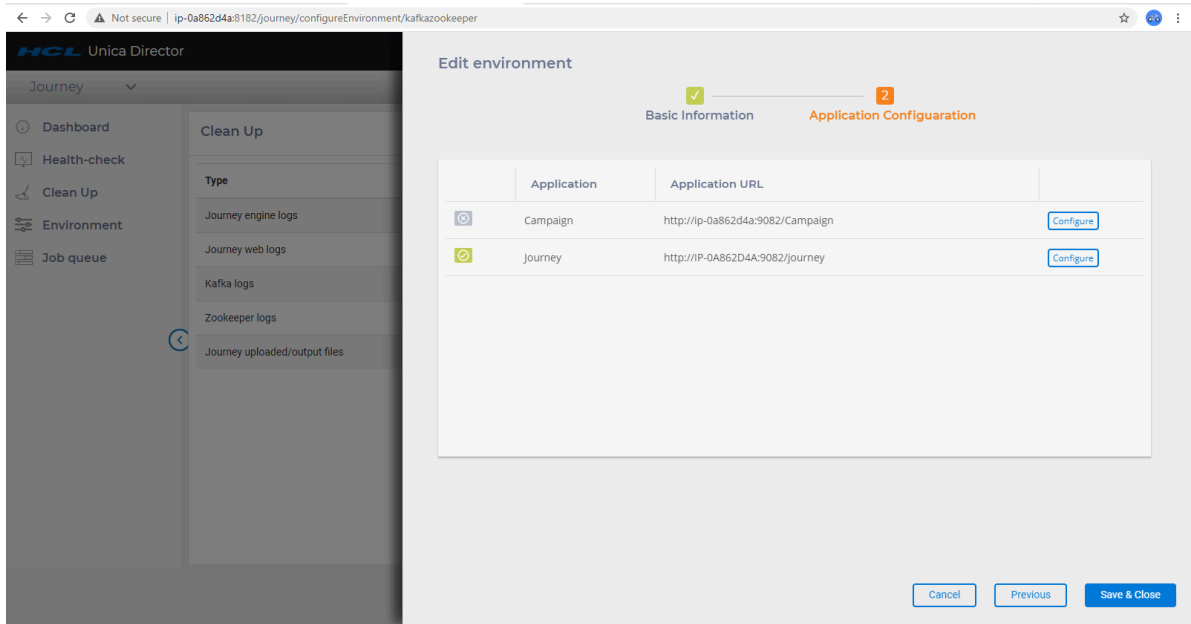 Not secure | ip-0a862d4a:8182/journey/configureEnvironment/kafkazookeeper
HCL Unica Director
Journey
Dashboard
Health-check
Clean Up
Environment
Job queue
Clean Up
Type
Journey engine logs
Journey web logs
Kafka logs
Zookeeper logs
Journey uploaded/output files
Edit environment
2
Basic Information
Application Configuaration
Application Application URL
Campaign http://ip-0a862d4a:9082/Campaign Configure
Journey http://IP-0A862D4A:9082/journey Configure
Cancel Previous Save & Close